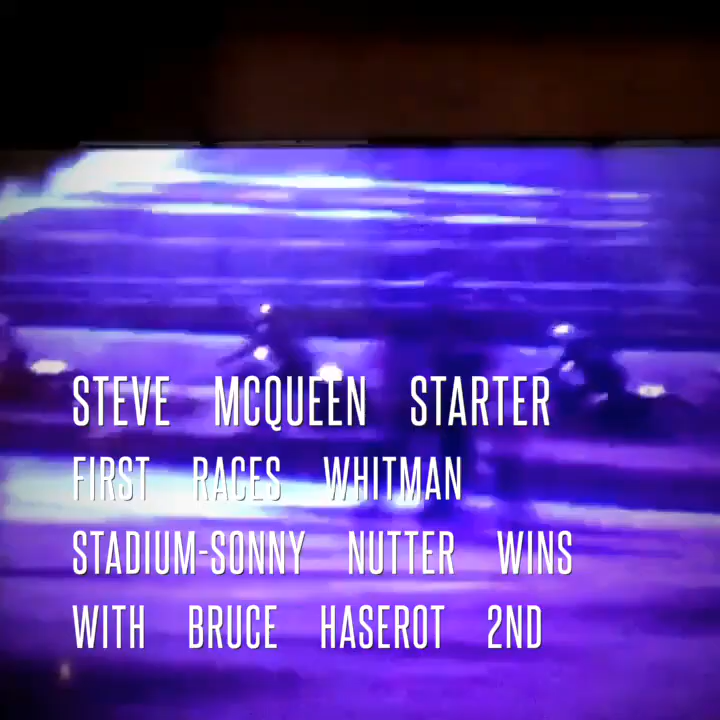 STEVE MCQUEEN STARTER
FIRST RACES WHITMAN
STADIUM-SONNY NUTTER WINS
WITH BRUCE HASEROT 2ND